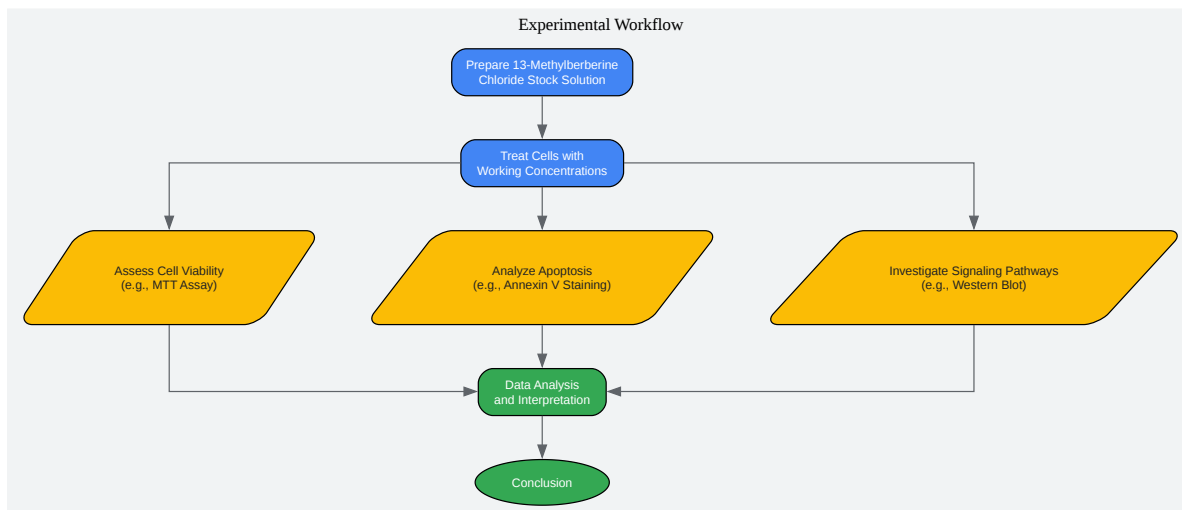 Experimental Workflow
Prepare 13-Methylberberine
Chloride Stock Solution
Treat Cells with
Working Concentrations
Assess Cell Viability
(e.g., MTT Assay)
Analyze Apoptosis
(e.g., Annexin V Staining)
Investigate Signaling Pathways
(e.g., Western Blot)
Data Analysis
and Interpretation
Conclusion